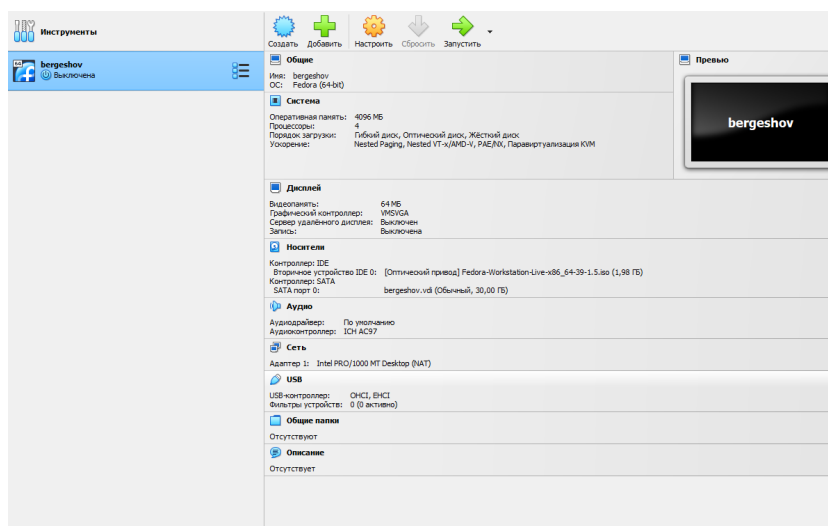 Инструменты
Создать Добавить Настроить Сбросить Запустить
64
bergeshov
Выключена
Общие
Имя: bergeshov
ОС: Fedora (64-bit)
Превью
bergeshov
Система
Оперативная память: 4096 МБ
Процессоры: 4
Порядок загрузки: Гибкий диск, Оптический диск, Жёсткий диск
Ускорение: Nested Paging, Nested VT-x/AMD-V, PAE/NX, Паравиртуализация KVM
Дисплей
Видеопамять: 64 МБ
Графический контроллер: VMSVGA
Сервер удалённого дисплея: Выключен
Запись: Выключена
Носители
Контроллер: IDE
Вторичное устройство IDE 0: [Оптический привод] Fedora-Workstation-Live-x86_64-39-1.5.iso (1,98 ГБ)
Контроллер: SATA
SATA порт 0: bergeshov.vdi (Обычный, 30,00 ГБ)
Аудио
Аудиодрайвер: По умолчанию
Аудиоконтроллер: ICH AC97
Сеть
Адаптер 1: Intel PRO/1000 MT Desktop (NAT)
USB
USB-контроллер: OHCI, EHCI
Фильтры устройств: 0 (0 активно)
Общие папки
Отсутствуют
Описание
Отсутствует